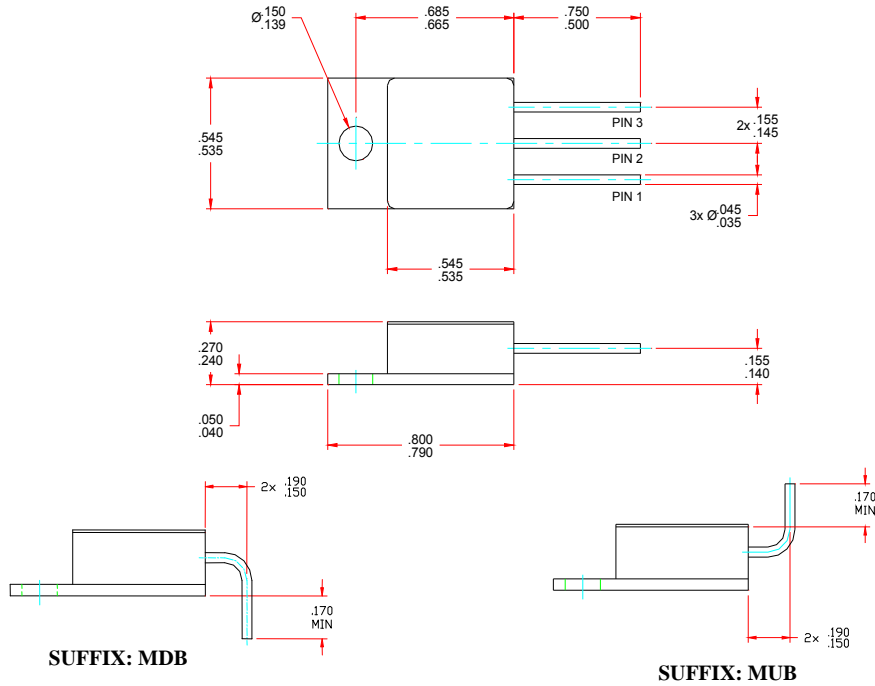 Ø.150
.139
.685
.665
.750
.500
.545
.535
PIN 3
PIN 2
PIN 1
2x .155
.145
3x Ø.045
.035
.545
.535
.270
.240
.050
.040
.155
.140
.800
.790
2x .190
.150
.170
MIN
SUFFIX: MDB
.170
MIN
2x .190
.150
SUFFIX: MUB